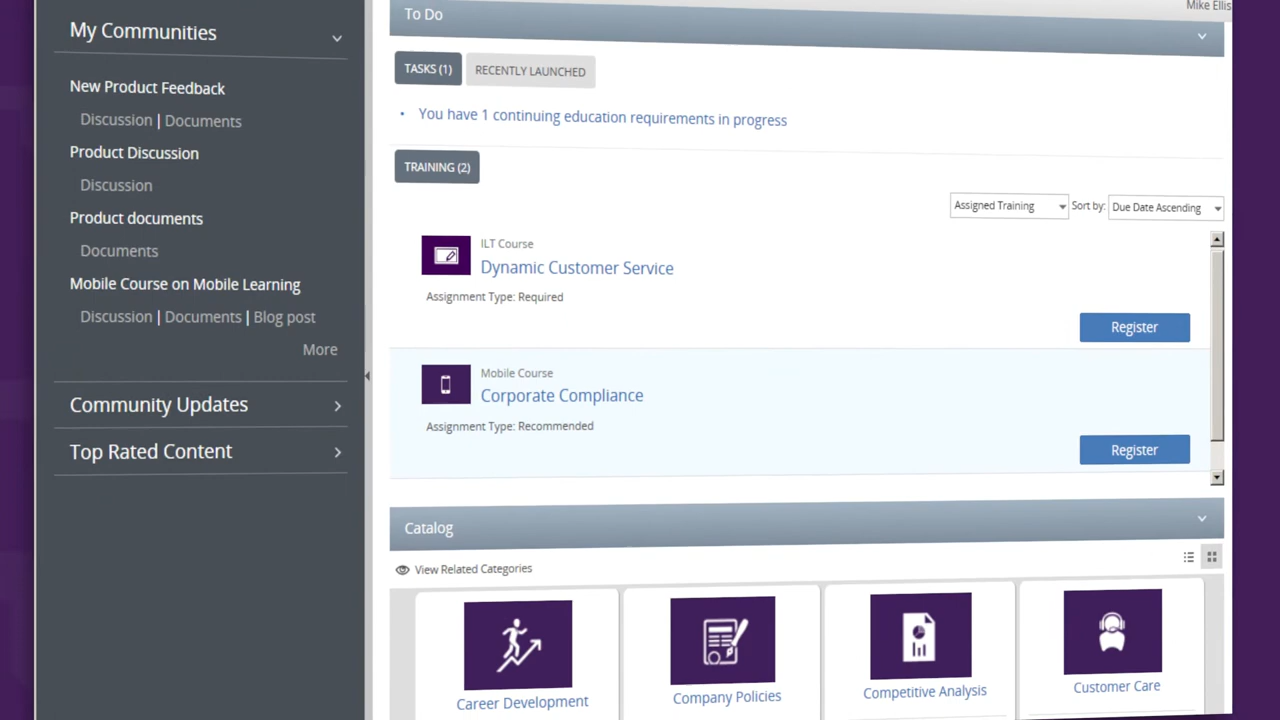 Mike Ellis
My Communities
New Product Feedback
Discussion | Documents
Product Discussion
Discussion
Product documents
Documents
Mobile Course on Mobile Learning
Discussion | Documents | Blog post
More
Community Updates
Top Rated Content
To Do
TASKS (1) RECENTLY LAUNCHED
• You have 1 continuing education requirements in progress
TRAINING (2)
Assigned Training Sort by: Due Date Ascending
ILT Course
Dynamic Customer Service
Assignment Type: Required
Register
Mobile Course
Corporate Compliance
Assignment Type: Recommended
Register
Catalog
View Related Categories
Career Development Company Policies Competitive Analysis Customer Care